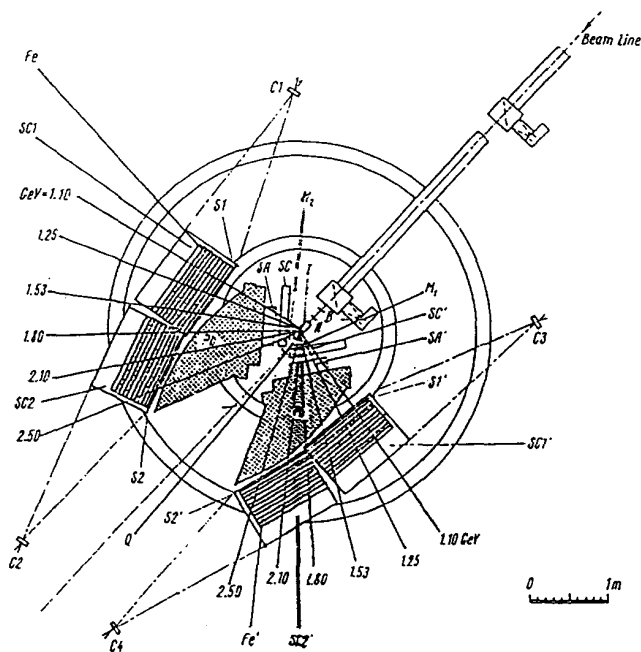 Beam Line
Fe
C1
SC1
GeV=1.10
S1
1.25
SA
SC
M₁
1.53
B
SC'
1.80
SA'
C3
Pb
2.10
S1'
SC2
SC1'
2.50
S2
S2'
Q
1.10 GeV
C2
1.25
2.50
2.10
1.80
1.53
0
1m
C4
Fe'
SC2'